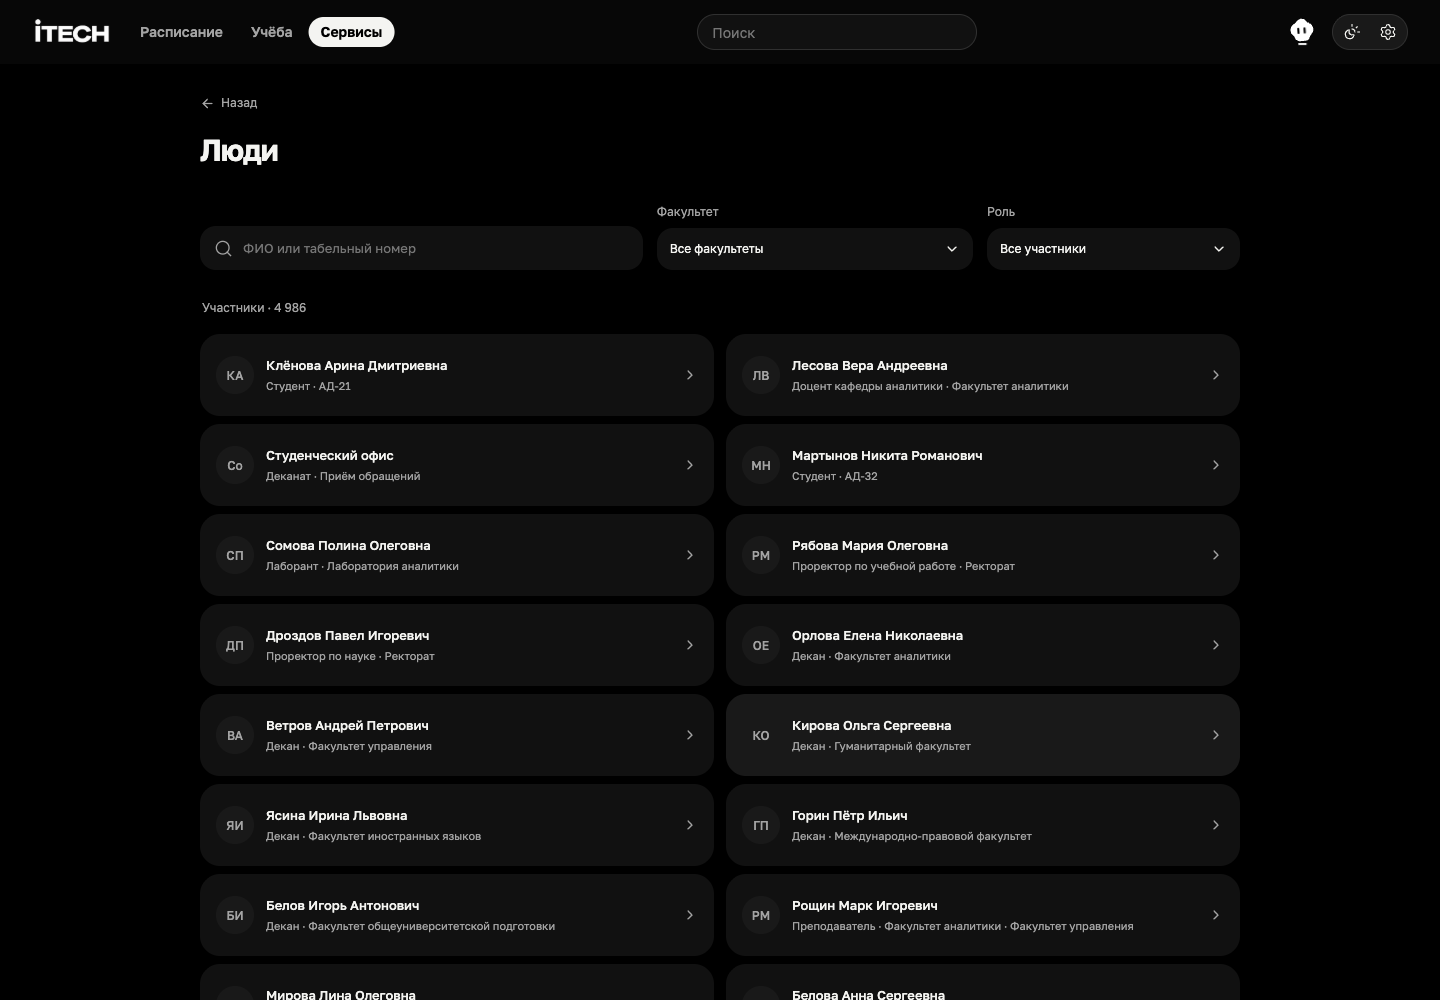 iTECH
Расписание
Учёба
Сервисы
Поиск
Назад
Люди
ФИО или табельный номер
Факультет
Все факультеты
Роль
Все участники
Участники · 4 986
КА
Клёнова Арина Дмитриевна
Студент · АД-21
ЛВ
Лесова Вера Андреевна
Доцент кафедры аналитики · Факультет аналитики
Со
Студенческий офис
Деканат · Приём обращений
МН
Мартынов Никита Романович
Студент · АД-32
СП
Сомова Полина Олеговна
Лаборант · Лаборатория аналитики
РМ
Рябова Мария Олеговна
Проректор по учебной работе · Ректорат
ДП
Дроздов Павел Игоревич
Проректор по науке · Ректорат
ОЕ
Орлова Елена Николаевна
Декан · Факультет аналитики
ВА
Ветров Андрей Петрович
Декан · Факультет управления
КО
Кирова Ольга Сергеевна
Декан · Гуманитарный факультет
ЯИ
Ясина Ирина Львовна
Декан · Факультет иностранных языков
ГП
Горин Пётр Ильич
Декан · Международно-правовой факультет
БИ
Белов Игорь Антонович
Декан · Факультет общеуниверситетской подготовки
РМ
Рощин Марк Игоревич
Преподаватель · Факультет аналитики · Факультет управления
Мирова Лина Олеговна
Белова Анна Сергеевна